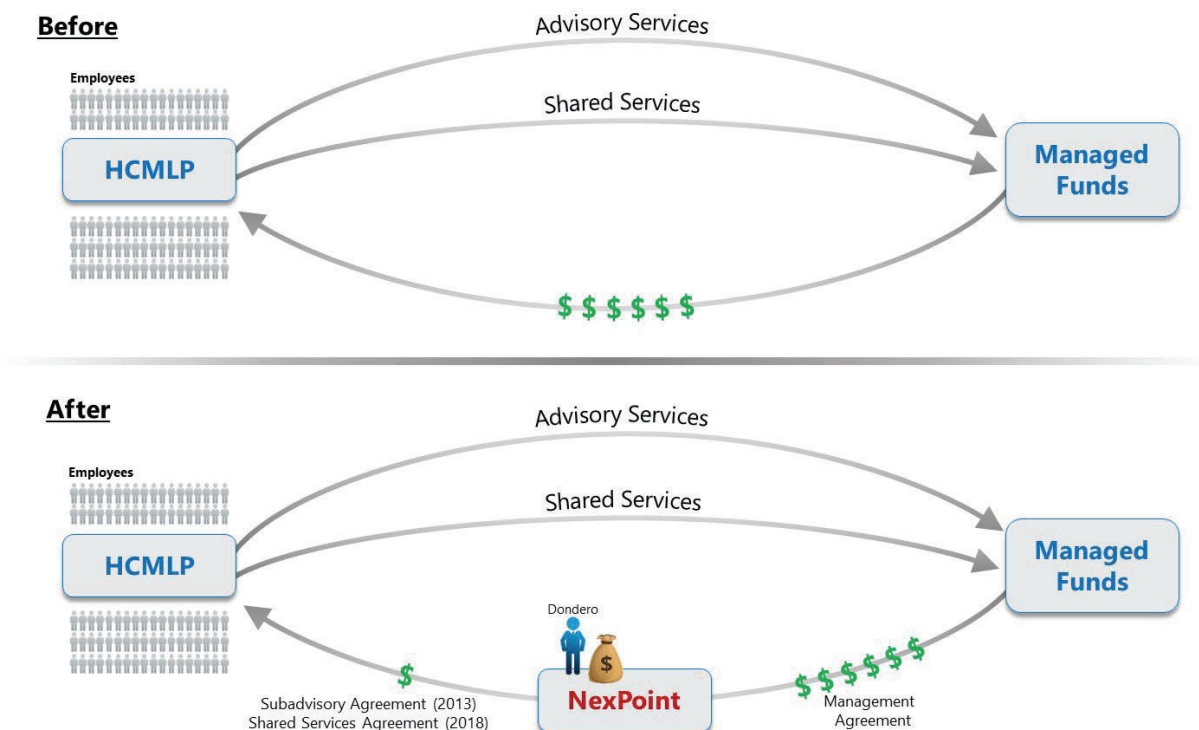 Before
Advisory Services
Employees
Shared Services
HCMLP
Managed
Funds
$ $ $ $ $ $
After
Advisory Services
Employees
Shared Services
HCMLP
Managed
Funds
Dondero
$
$
$ $ $ $ $ $
NexPoint
Subadvisory Agreement (2013)
Shared Services Agreement (2018)
Management
Agreement